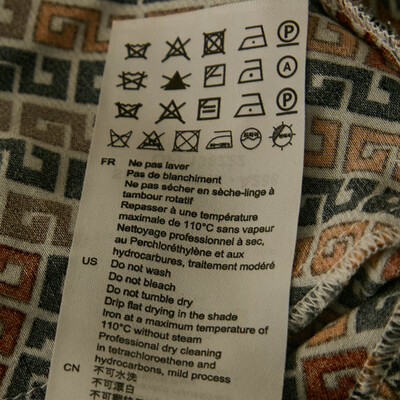 P
A
P
FR Ne pas laver
Pas de blanchiment
Ne pas sécher en sèche-linge à
tambour rotatif
Repasser à une température
maximale de 110°C sans vapeur
Nettoyage professionnel à sec,
au Perchloréthylène et aux
hydrocarbures, traitement modéré
US Do not wash
Do not bleach
Do not tumble dry
Drip flat drying in the shade
Iron at a maximum temperature of
110°C without steam
Professional dry cleaning
in tetrachloroethene and
hydrocarbons, mild process
CN 不可水洗
不可漂白